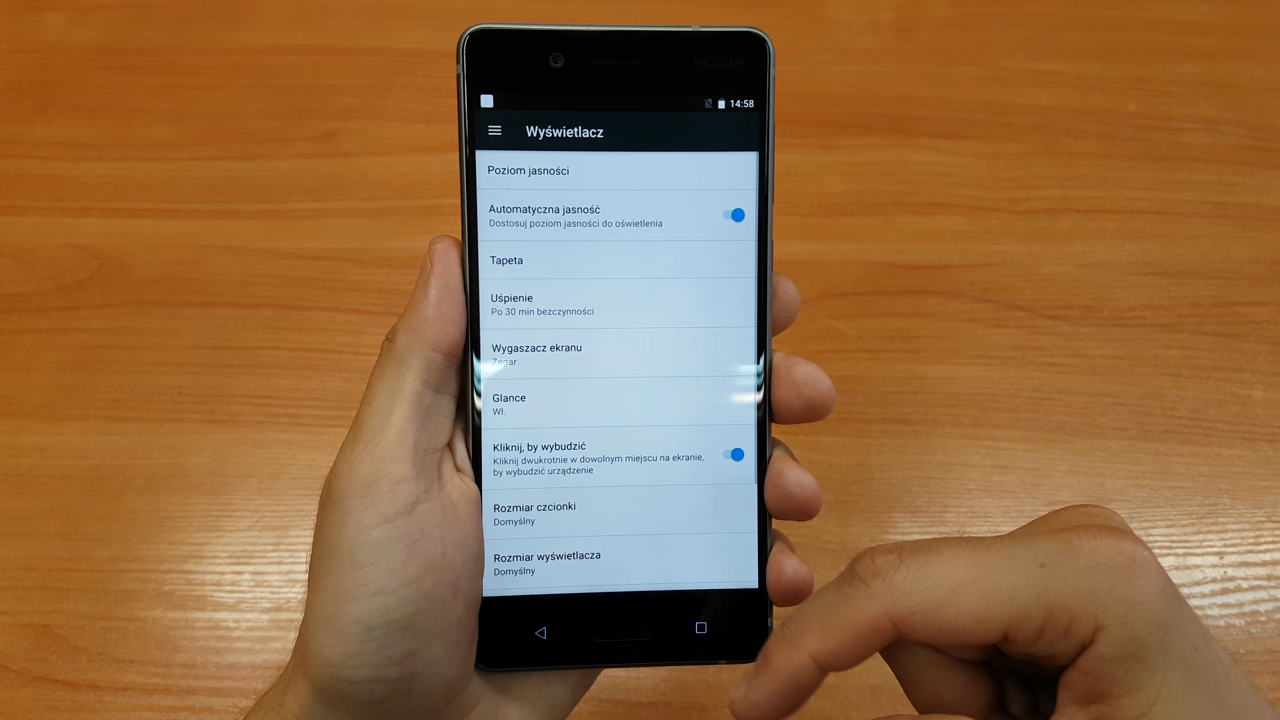 NOKIA
14:58
Wyświetlacz
Poziom jasności
Automatyczna jasność
Dostosuj poziom jasności do oświetlenia
Tapeta
Uśpienie
Po 30 min bezczynności
Wygaszacz ekranu
Zegar
Glance
Wł.
Kliknij, by wybudzić
Kliknij dwukrotnie w dowolnym miejscu na ekranie,
by wybudzić urządzenie
Rozmiar czcionki
Domyślny
Rozmiar wyświetlacza
Domyślny